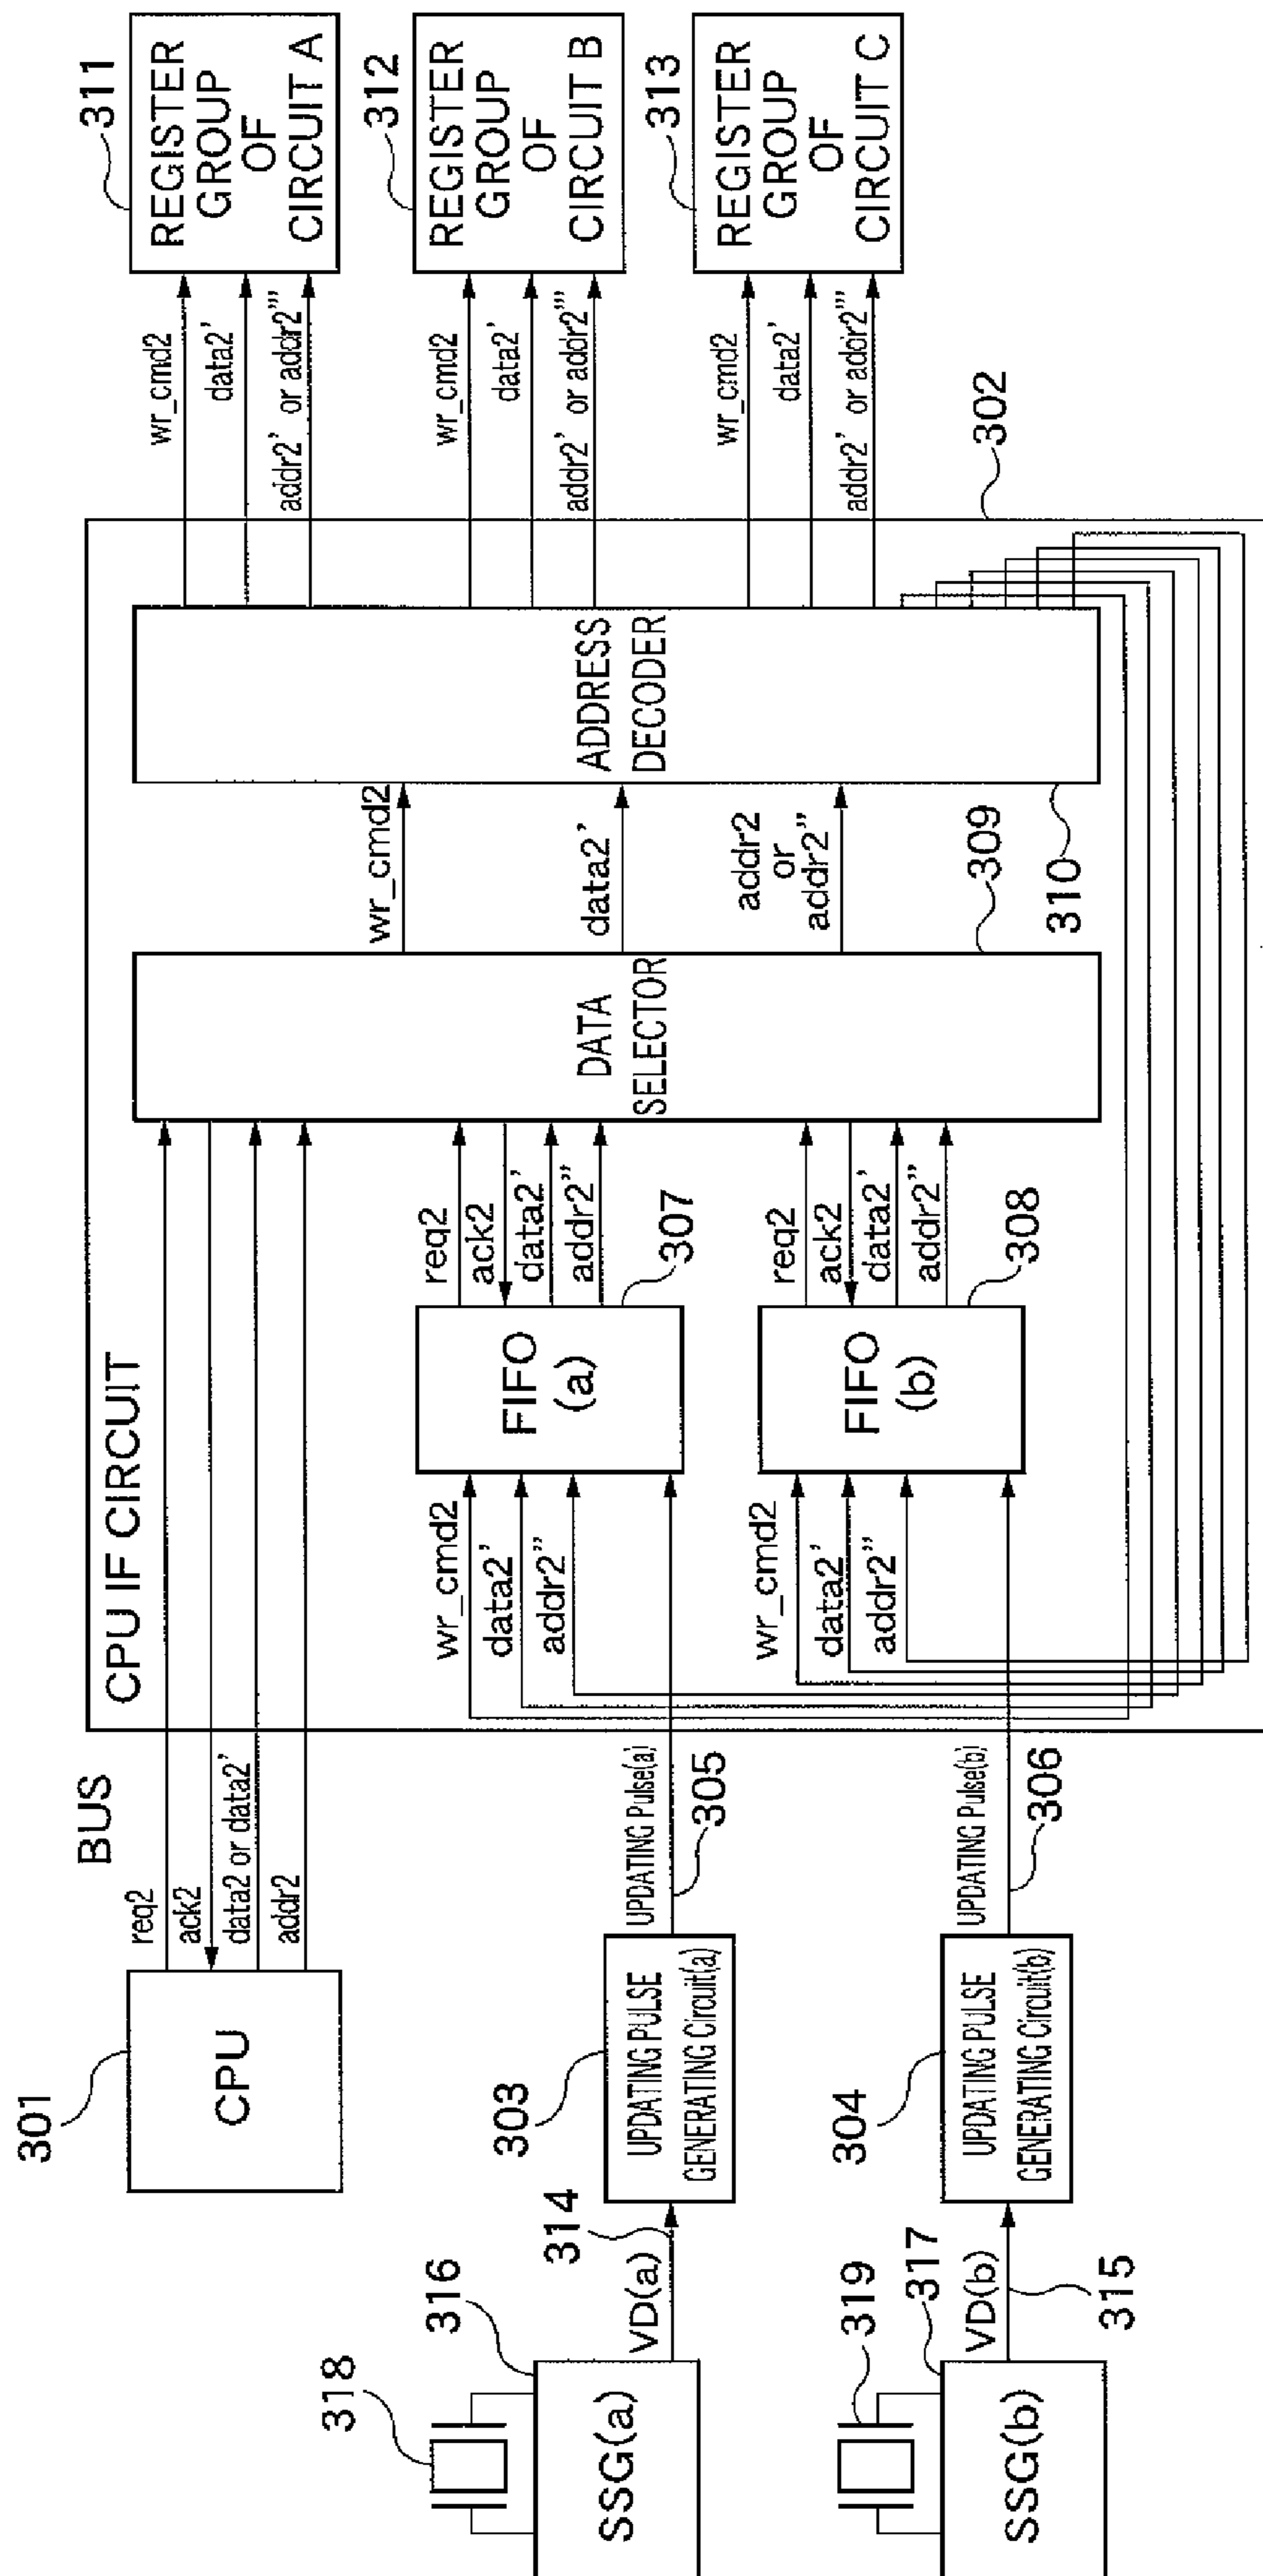 301
CPU
BUS
req2
ack2
data2 or data2'
addr2
CPU IF CIRCUIT
318
316
SSG(a)
VD(a)
314
303
UPDATING PULSE
GENERATING Circuit(a)
UPDATING Pulse(a)
305
319
317
SSG(b)
VD(b)
315
304
UPDATING PULSE
GENERATING Circuit(b)
UPDATING Pulse(b)
306
wr_cmd2
data2'
addr2"
FIFO
(a)
307
req2
ack2
data2'
addr2"
wr_cmd2
data2'
addr2"
FIFO
(b)
308
req2
ack2
data2'
addr2"
DATA
SELECTOR
309
wr_cmd2
data2'
addr2
or
addr2"
ADDRESS
DECODER
310
302
wr_cmd2
data2'
addr2' or addr2'''
311
REGISTER
GROUP
OF
CIRCUIT A
wr_cmd2
data2'
addr2' or addr2'''
312
REGISTER
GROUP
OF
CIRCUIT B
wr_cmd2
data2'
addr2' or addr2'''
313
REGISTER
GROUP
OF
CIRCUIT C